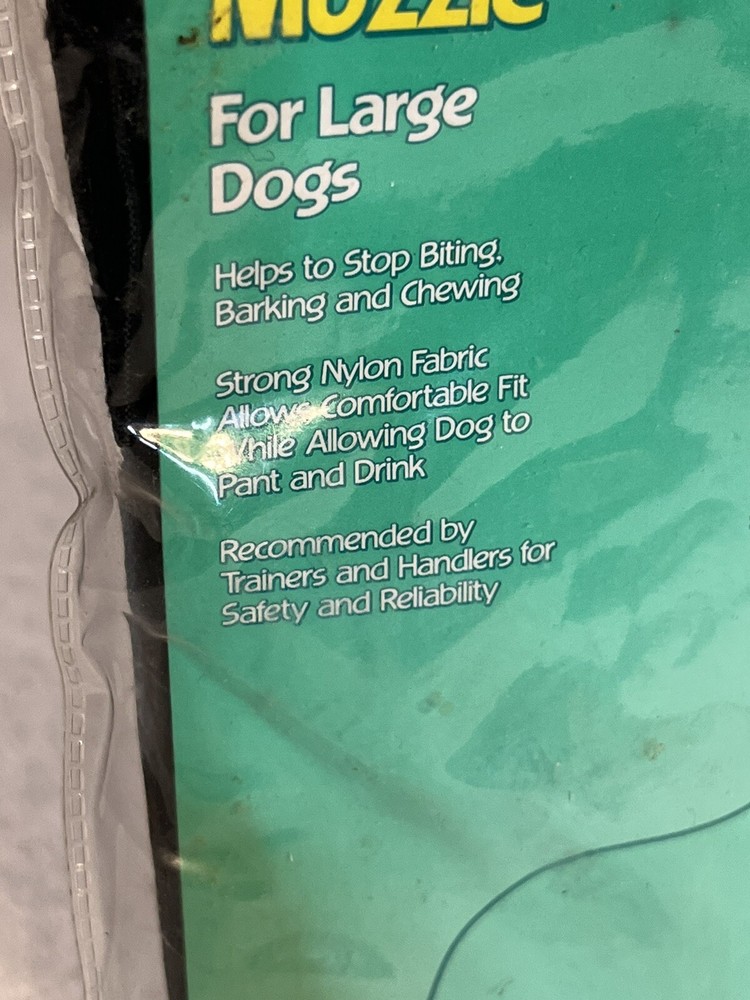 Muzzle
For Large
Dogs
Helps to Stop Biting,
Barking and Chewing
Strong Nylon Fabric
Allows Comfortable Fit
While Allowing Dog to
Pant and Drink
Recommended by
Trainers and Handlers for
Safety and Reliability